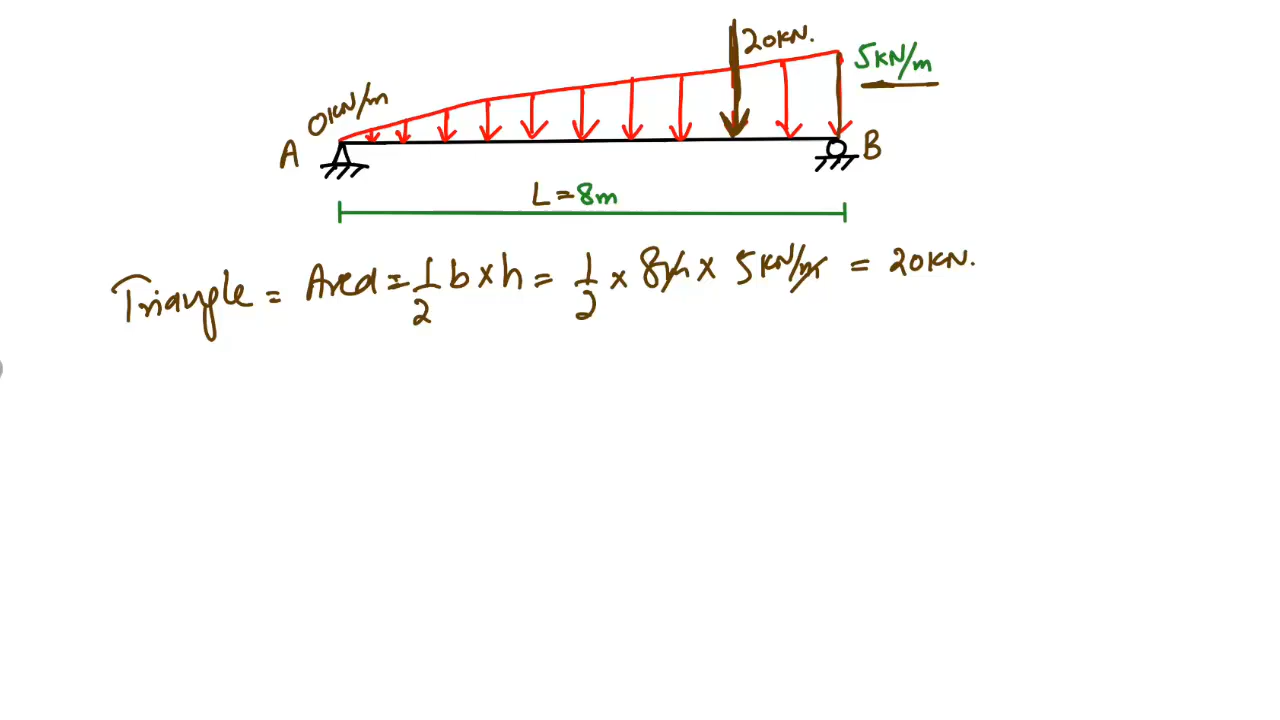 20KN.
5KN/m
0KN/m
A
B
L = 8m
Triangle = Area = 1/2 b × h = 1/2 × 8m × 5KN/m = 20KN.